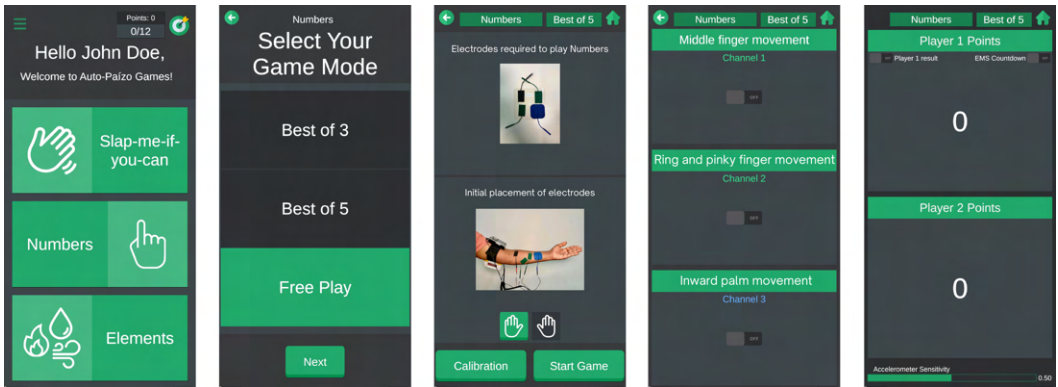 Points: 0
0/12
Hello John Doe,
Welcome to Auto-Paízo Games!
Slap-me-if-
you-can
Numbers
Elements
Numbers
Select Your
Game Mode
Best of 3
Best of 5
Free Play
Next
Numbers
Best of 5
Electrodes required to play Numbers
Initial placement of electrodes
Calibration
Start Game
Numbers
Best of 5
Middle finger movement
Channel 1
OFF
Ring and pinky finger movement
Channel 2
OFF
Inward palm movement
Channel 3
OFF
Numbers
Best of 5
Player 1 Points
Player 1 result
EMS Countdown
0
Player 2 Points
0
Accelerometer Sensitivity
0.50